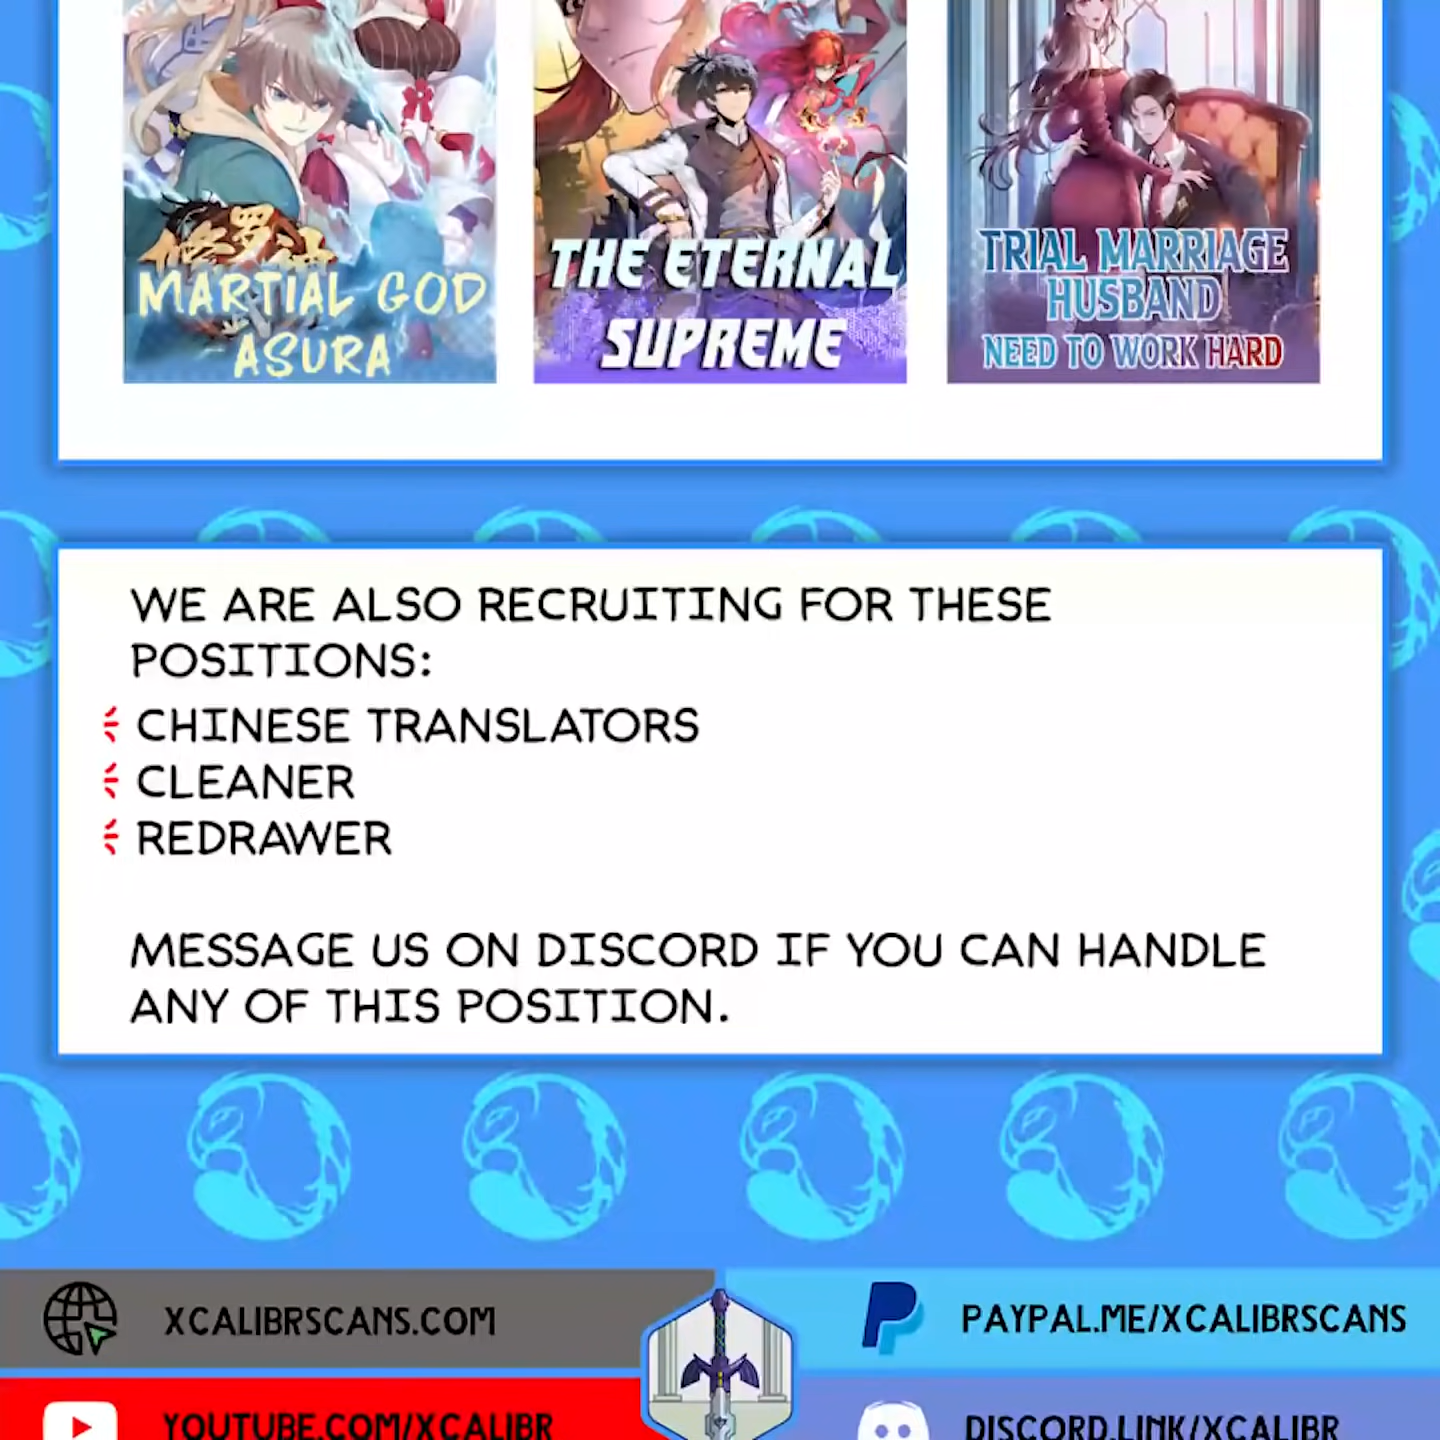 MARTIAL GOD
ASURA
THE ETERNAL
SUPREME
TRIAL MARRIAGE
HUSBAND
NEED TO WORK HARD
WE ARE ALSO RECRUITING FOR THESE
POSITIONS:
CHINESE TRANSLATORS
CLEANER
REDRAWER
MESSAGE US ON DISCORD IF YOU CAN HANDLE
ANY OF THIS POSITION.
XCALIBRSCANS.COM
PAYPAL.ME/XCALIBRSCANS
YOUTUBE.COM/XCALIBR
DISCORD.LINK/XCALIBR